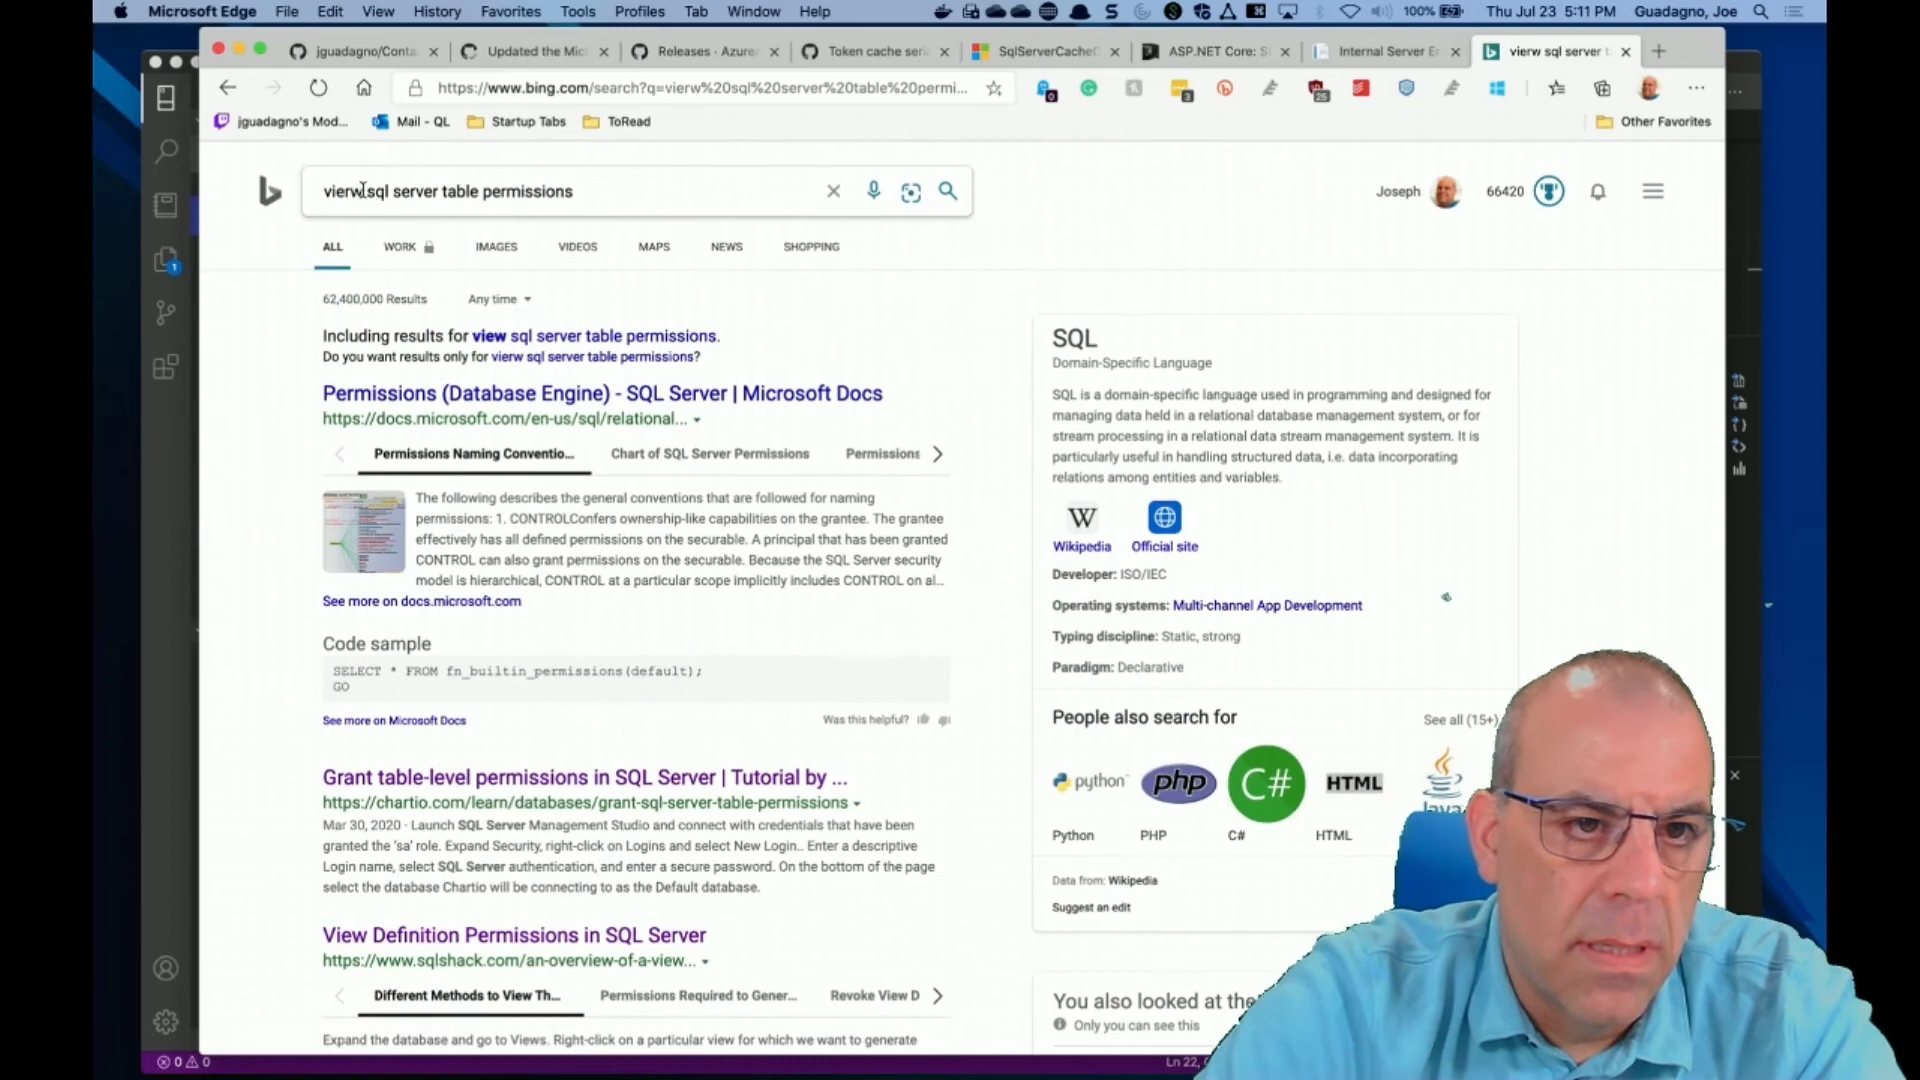 Microsoft Edge File Edit View History Favorites Tools Profiles Tab Window Help 100% Thu Jul 23 5:11 PM Guadagno, Joe
jguadagno/Conta Updated the Mic Releases · Azure/ Token cache seri SqlServerCache ASP.NET Core: S Internal Server Er vierw sql server t
https://www.bing.com/search?q=vierw%20sql%20server%20table%20permi...
jguadagno's Mod... Mail - QL Startup Tabs ToRead Other Favorites
vierw sql server table permissions
Joseph 66420
ALL WORK IMAGES VIDEOS MAPS NEWS SHOPPING
62,400,000 Results Any time
Including results for view sql server table permissions.
Do you want results only for vierw sql server table permissions?
Permissions (Database Engine) - SQL Server | Microsoft Docs
https://docs.microsoft.com/en-us/sql/relational...
Permissions Naming Conventio... Chart of SQL Server Permissions Permissions
The following describes the general conventions that are followed for naming
permissions: 1. CONTROLConfers ownership-like capabilities on the grantee. The grantee
effectively has all defined permissions on the securable. A principal that has been granted
CONTROL can also grant permissions on the securable. Because the SQL Server security
model is hierarchical, CONTROL at a particular scope implicitly includes CONTROL on al...
See more on docs.microsoft.com
Code sample
SELECT * FROM fn_builtin_permissions(default);
GO
See more on Microsoft Docs Was this helpful?
Grant table-level permissions in SQL Server | Tutorial by ...
https://chartio.com/learn/databases/grant-sql-server-table-permissions
Mar 30, 2020 · Launch SQL Server Management Studio and connect with credentials that have been
granted the 'sa' role. Expand Security, right-click on Logins and select New Login.. Enter a descriptive
Login name, select SQL Server authentication, and enter a secure password. On the bottom of the page
select the database Chartio will be connecting to as the Default database.
View Definition Permissions in SQL Server
https://www.sqlshack.com/an-overview-of-a-view...
Different Methods to View Th... Permissions Required to Gener... Revoke View D
Expand the database and go to Views. Right-click on a particular view for which we want to generate
SQL
Domain-Specific Language
SQL is a domain-specific language used in programming and designed for
managing data held in a relational database management system, or for
stream processing in a relational data stream management system. It is
particularly useful in handling structured data, i.e. data incorporating
relations among entities and variables.
W
Wikipedia Official site
Developer: ISO/IEC
Operating systems: Multi-channel App Development
Typing discipline: Static, strong
Paradigm: Declarative
People also search for See all (15+)
python php C# HTML Java
Python PHP C# HTML
Data from: Wikipedia
Suggest an edit
You also looked at the
Only you can see this
0 0 Ln 22,